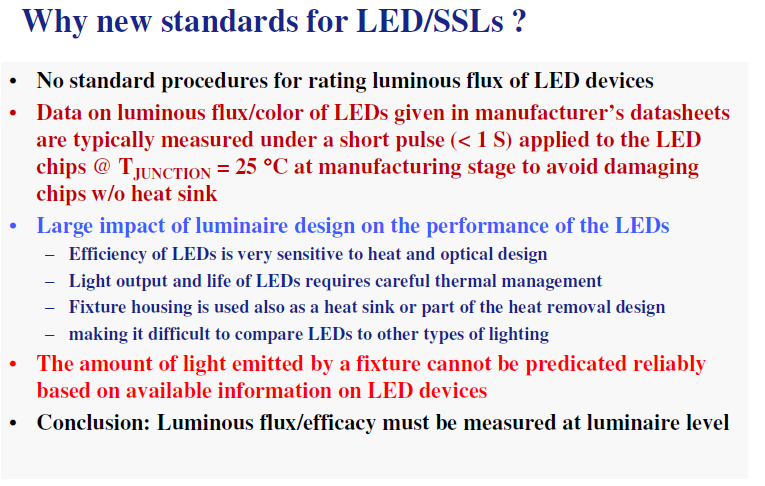 Why new standards for LED/SSLs ?
• No standard procedures for rating luminous flux of LED devices
• Data on luminous flux/color of LEDs given in manufacturer's datasheets
are typically measured under a short pulse (< 1 S) applied to the LED
chips @ TJUNCTION = 25 °C at manufacturing stage to avoid damaging
chips w/o heat sink
• Large impact of luminaire design on the performance of the LEDs
– Efficiency of LEDs is very sensitive to heat and optical design
– Light output and life of LEDs requires careful thermal management
– Fixture housing is used also as a heat sink or part of the heat removal design
– making it difficult to compare LEDs to other types of lighting
• The amount of light emitted by a fixture cannot be predicated reliably
based on available information on LED devices
• Conclusion: Luminous flux/efficacy must be measured at luminaire level